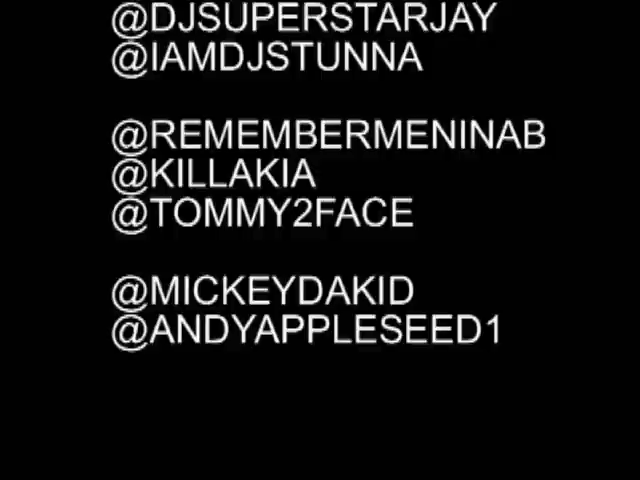 @DJSUPERSTARJAY
@IAMDJSTUNNA
@REMEMBERMENINAB
@KILLAKIA
@TOMMY2FACE
@MICKEYDAKID
@ANDYAPPLESEED1